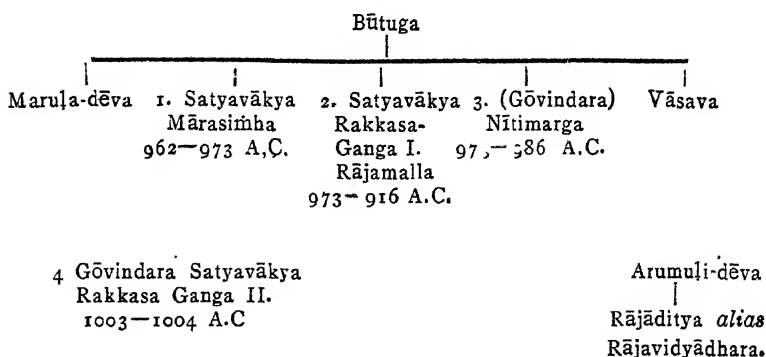 Būtuga
Maruḷa-dēva 1. Satyavākya 2. Satyavākya 3. (Gōvindara) Vāsava
Mārasiṁha Rakkasa- Nītimarga
962—973 A,C. Ganga I. 986 A.C.
Rājamalla
973—916 A.C.
4 Gōvindara Satyavākya Arumuḷi-dēva
Rakkasa Ganga II. Rājāditya alias
1003—1004 A.C Rājavidyādhara.